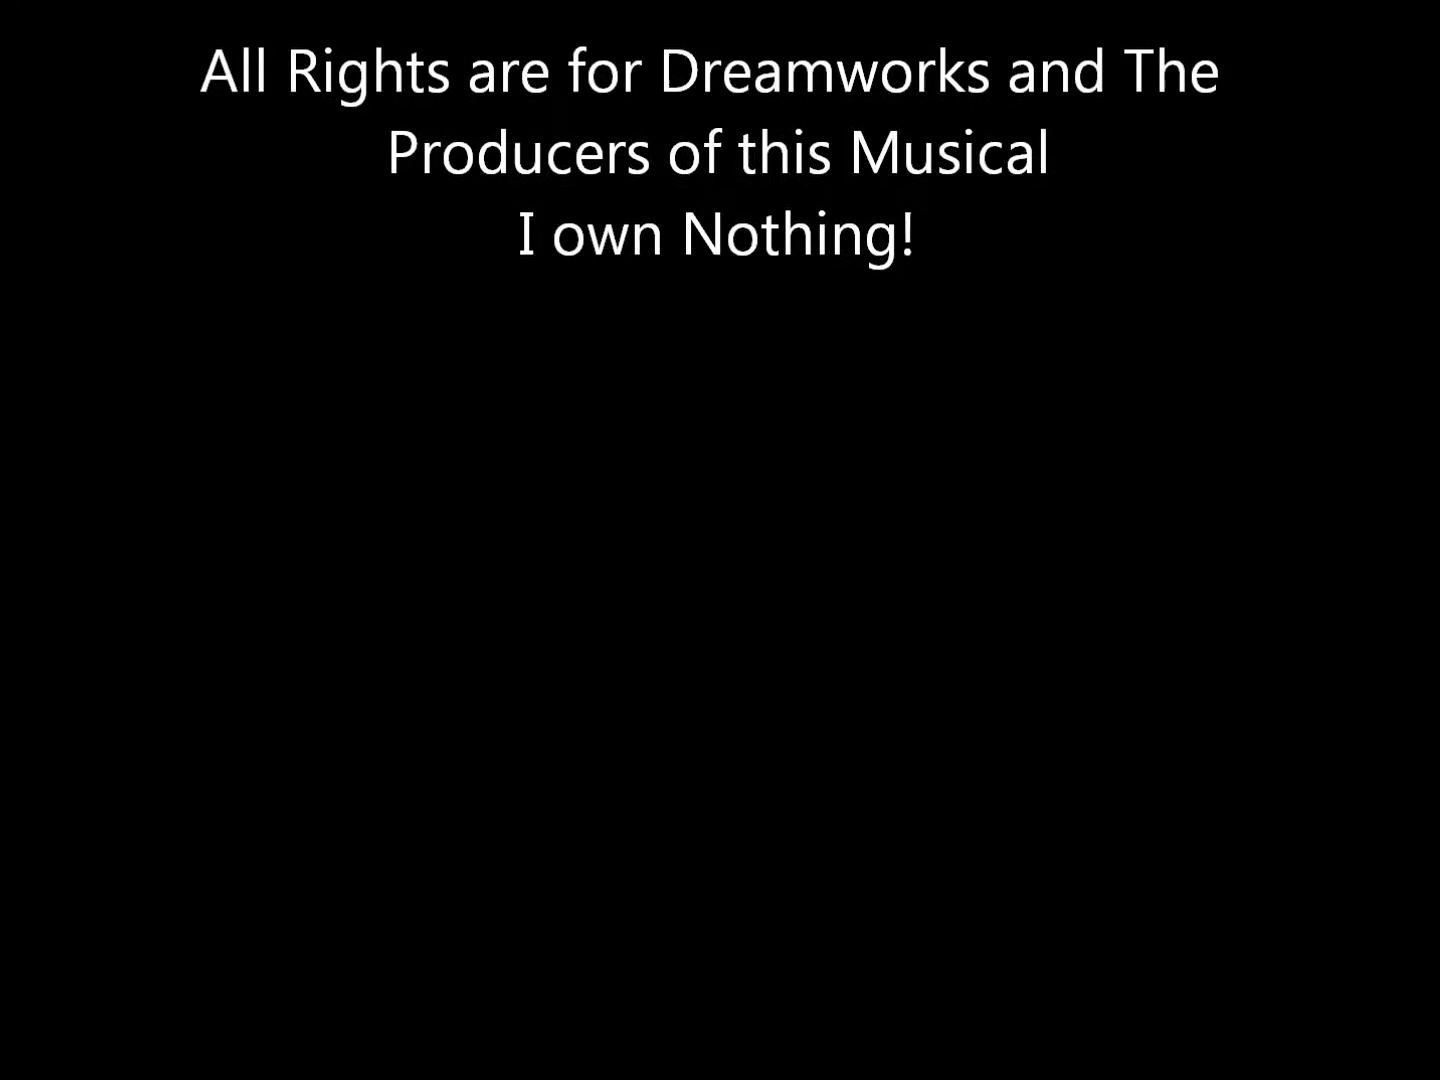 All Rights are for Dreamworks and The
Producers of this Musical
I own Nothing!